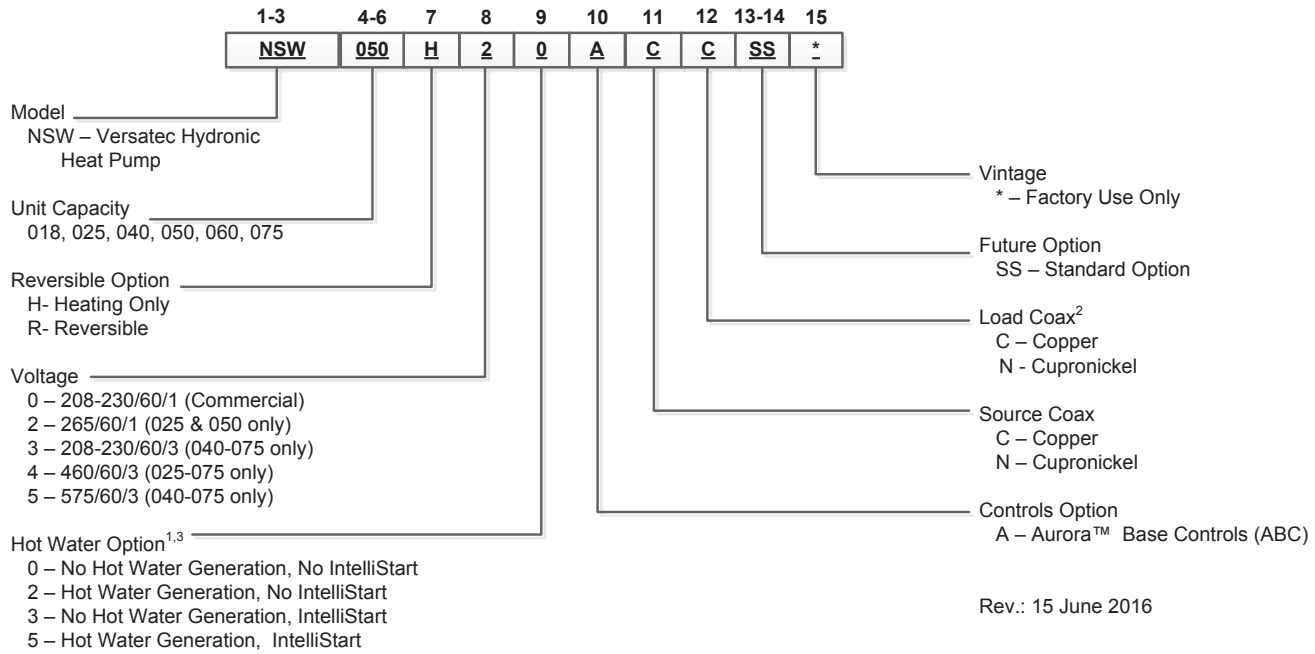 1-3 4-6 7 8 9 10 11 12 13-14 15
NSW 050 H 2 0 A C C SS *
Model
NSW – Versatec Hydronic
Heat Pump
Unit Capacity
018, 025, 040, 050, 060, 075
Reversible Option
H- Heating Only
R- Reversible
Voltage
0 – 208-230/60/1 (Commercial)
2 – 265/60/1 (025 & 050 only)
3 – 208-230/60/3 (040-075 only)
4 – 460/60/3 (025-075 only)
5 – 575/60/3 (040-075 only)
Hot Water Option1,3
0 – No Hot Water Generation, No IntelliStart
2 – Hot Water Generation, No IntelliStart
3 – No Hot Water Generation, IntelliStart
5 – Hot Water Generation, IntelliStart
Vintage
* – Factory Use Only
Future Option
SS – Standard Option
Load Coax2
C – Copper
N - Cupronickel
Source Coax
C – Copper
N – Cupronickel
Controls Option
A – Aurora™ Base Controls (ABC)
Rev.: 15 June 2016